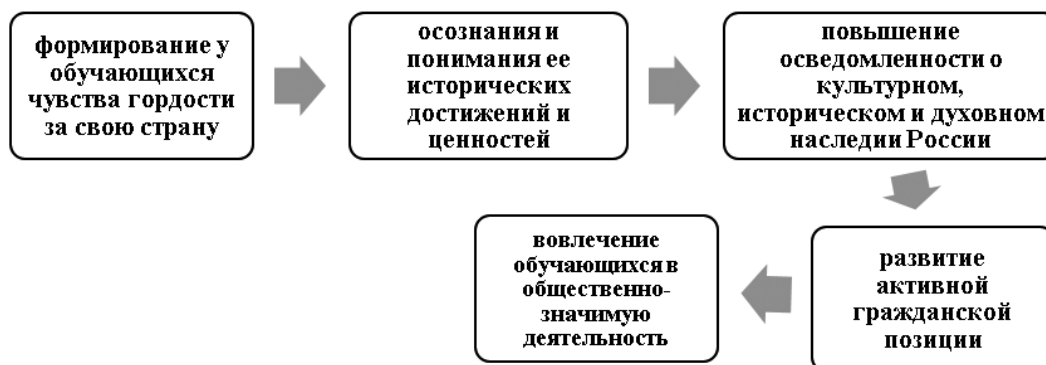 формирование у
обучающихся
чувства гордости
за свою страну
осознания и
понимания ее
исторических
достижений и
ценностей
повышение
осведомленности о
культурном,
историческом и духовном
наследии России
развитие
активной
гражданской
позиции
вовлечение
обучающихся в
общественно-
значимую
деятельность